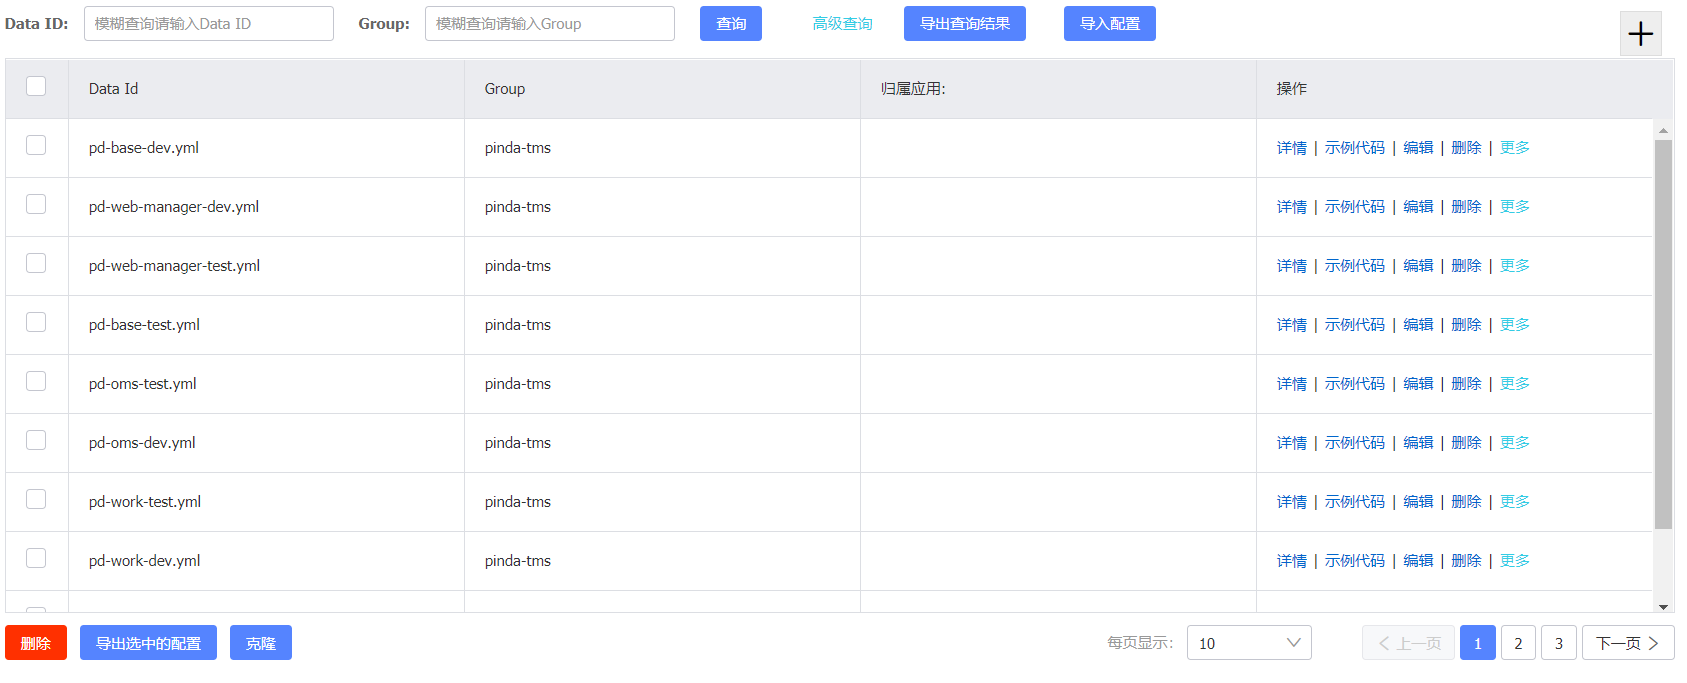 Data ID: 模糊查询请输入Data ID Group: 模糊查询请输入Group 查询 高级查询 导出查询结果 导入配置
Data Id Group 归属应用: 操作
pd-base-dev.yml pinda-tms 详情 | 示例代码 | 编辑 | 删除 | 更多
pd-web-manager-dev.yml pinda-tms 详情 | 示例代码 | 编辑 | 删除 | 更多
pd-web-manager-test.yml pinda-tms 详情 | 示例代码 | 编辑 | 删除 | 更多
pd-base-test.yml pinda-tms 详情 | 示例代码 | 编辑 | 删除 | 更多
pd-oms-test.yml pinda-tms 详情 | 示例代码 | 编辑 | 删除 | 更多
pd-oms-dev.yml pinda-tms 详情 | 示例代码 | 编辑 | 删除 | 更多
pd-work-test.yml pinda-tms 详情 | 示例代码 | 编辑 | 删除 | 更多
pd-work-dev.yml pinda-tms 详情 | 示例代码 | 编辑 | 删除 | 更多
删除 导出选中的配置 克隆 每页显示: 10 上一页 1 2 3 下一页